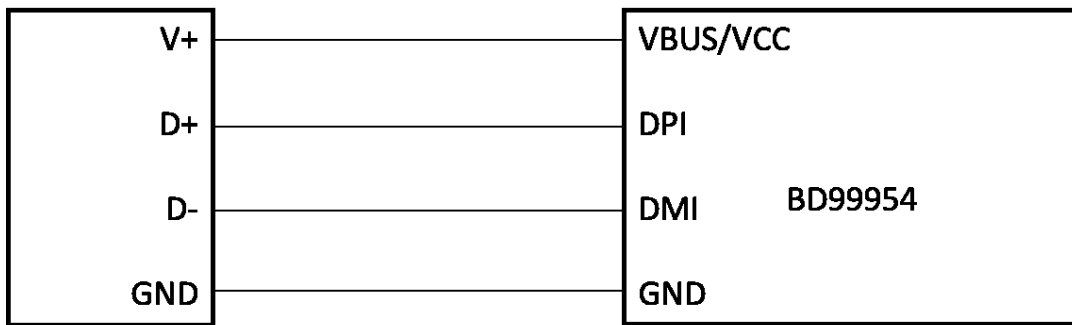 V+ VBUS/VCC
D+ DPI
D- DMI BD99954
GND GND